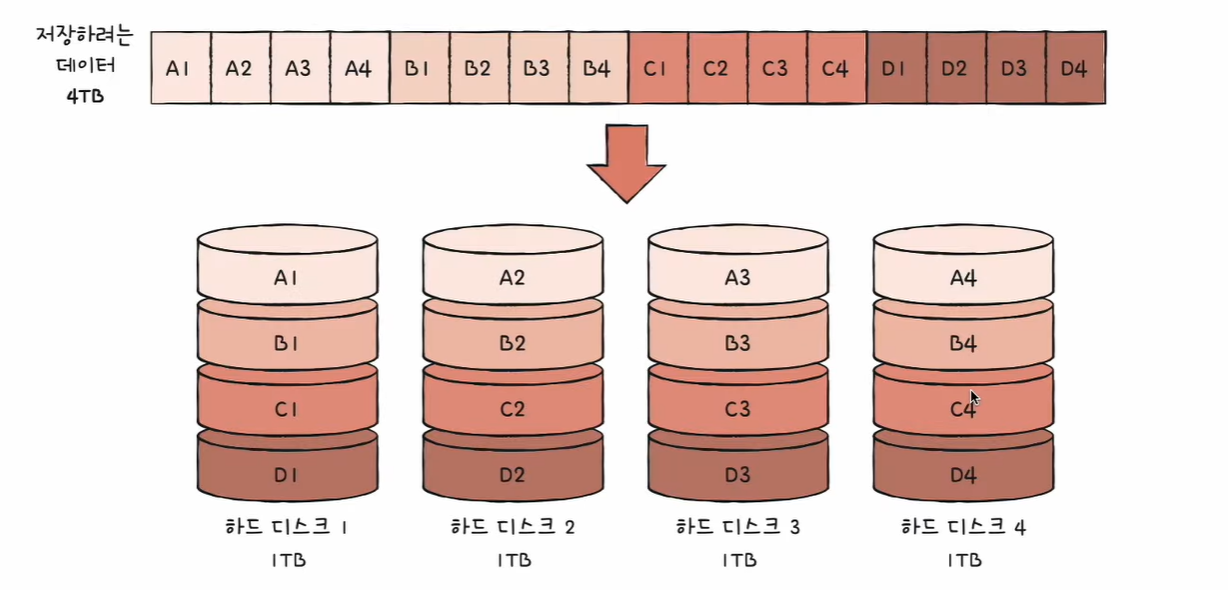 저장하려는
데이터
4TB
A1 A2 A3 A4 B1 B2 B3 B4 C1 C2 C3 C4 D1 D2 D3 D4
A1 A2 A3 A4
B1 B2 B3 B4
C1 C2 C3 C4
D1 D2 D3 D4
하드 디스크 1 하드 디스크 2 하드 디스크 3 하드 디스크 4
1TB 1TB 1TB 1TB